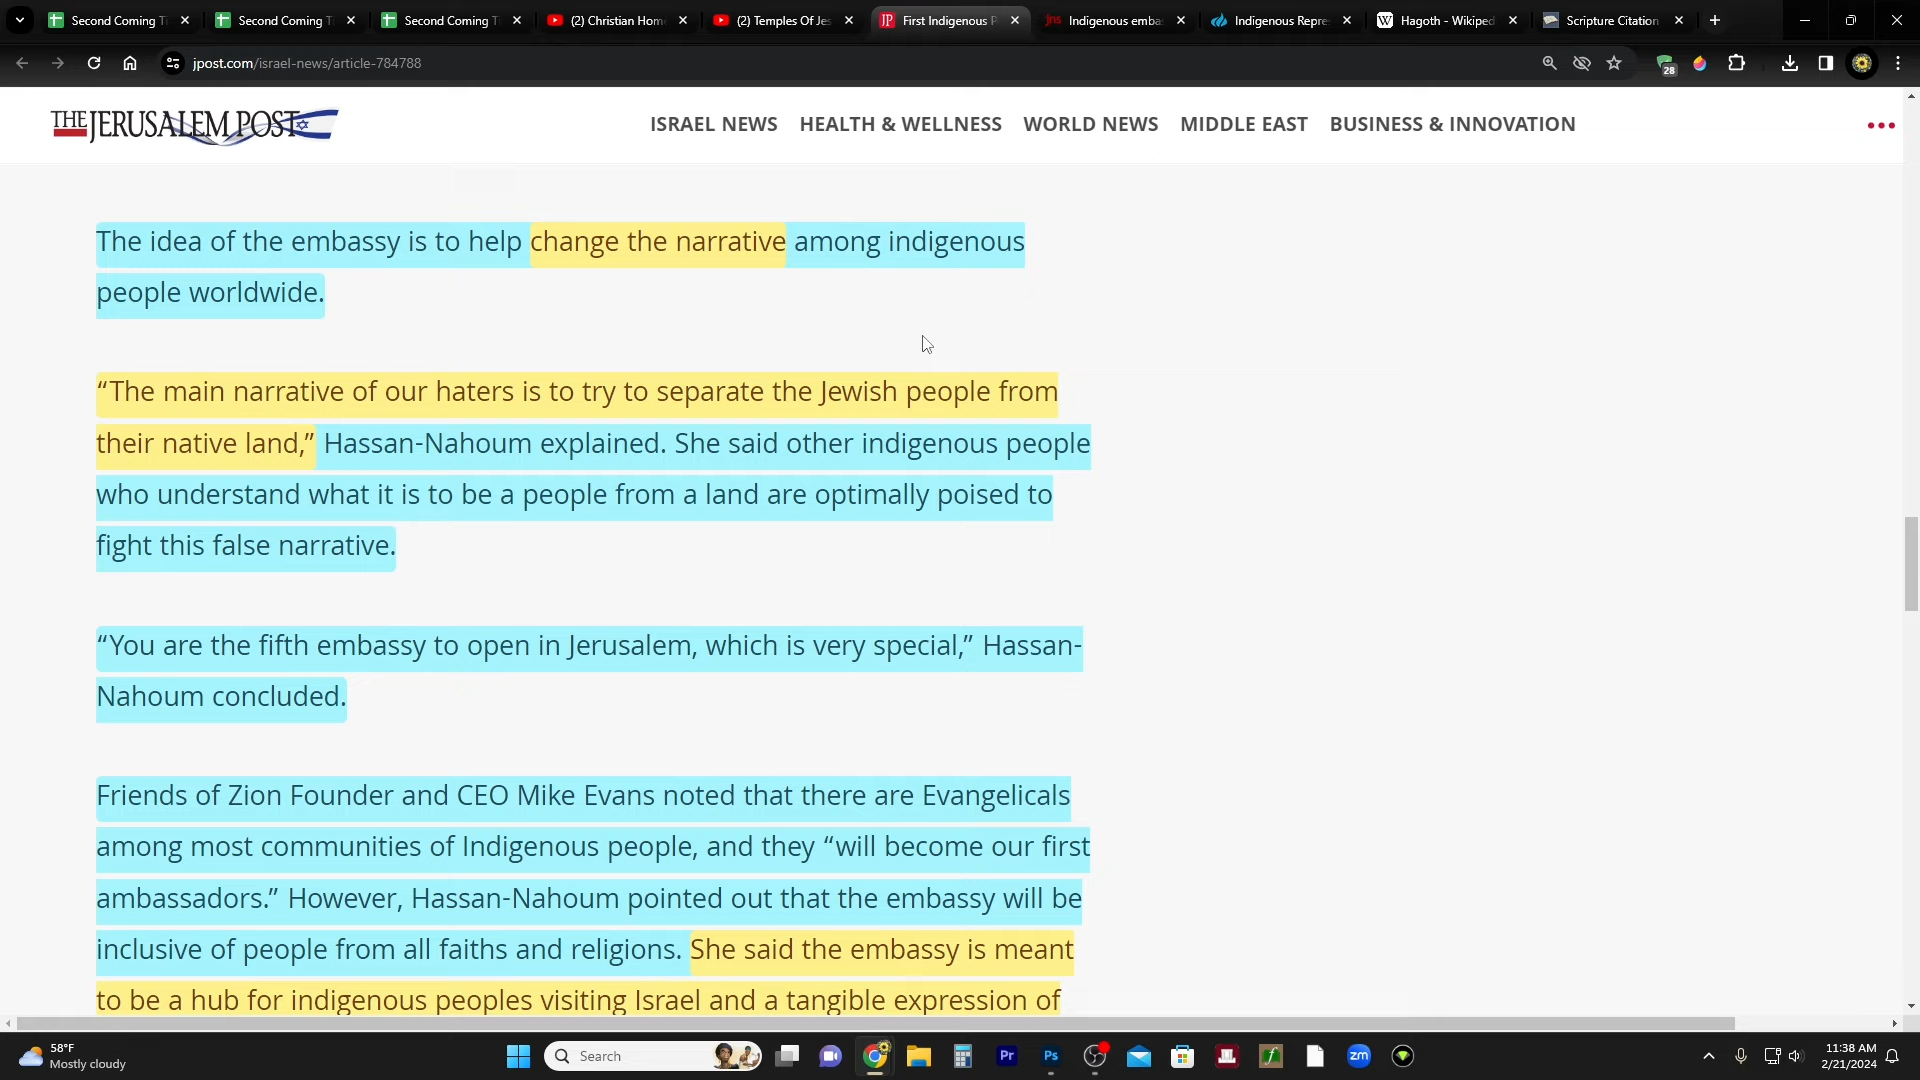 Second Coming T
Second Coming T
Second Coming T
(2) Christian Hom
(2) Temples Of Jes
JP
First Indigenous P
jns
Indigenous emba
Indigenous Repre
W
Hagoth - Wikiped
Scripture Citation
jpost.com/israel-news/article-784788
28
THE JERUSALEM POST
ISRAEL NEWS HEALTH & WELLNESS WORLD NEWS MIDDLE EAST BUSINESS & INNOVATION
The idea of the embassy is to help change the narrative among indigenous
people worldwide.
“The main narrative of our haters is to try to separate the Jewish people from
their native land,” Hassan-Nahoum explained. She said other indigenous people
who understand what it is to be a people from a land are optimally poised to
fight this false narrative.
“You are the fifth embassy to open in Jerusalem, which is very special,” Hassan-
Nahoum concluded.
Friends of Zion Founder and CEO Mike Evans noted that there are Evangelicals
among most communities of Indigenous people, and they “will become our first
ambassadors.” However, Hassan-Nahoum pointed out that the embassy will be
inclusive of people from all faiths and religions. She said the embassy is meant
to be a hub for indigenous peoples visiting Israel and a tangible expression of
58°F
Mostly cloudy
Search
Pr
Ps
f
zm
11:38 AM
2/21/2024